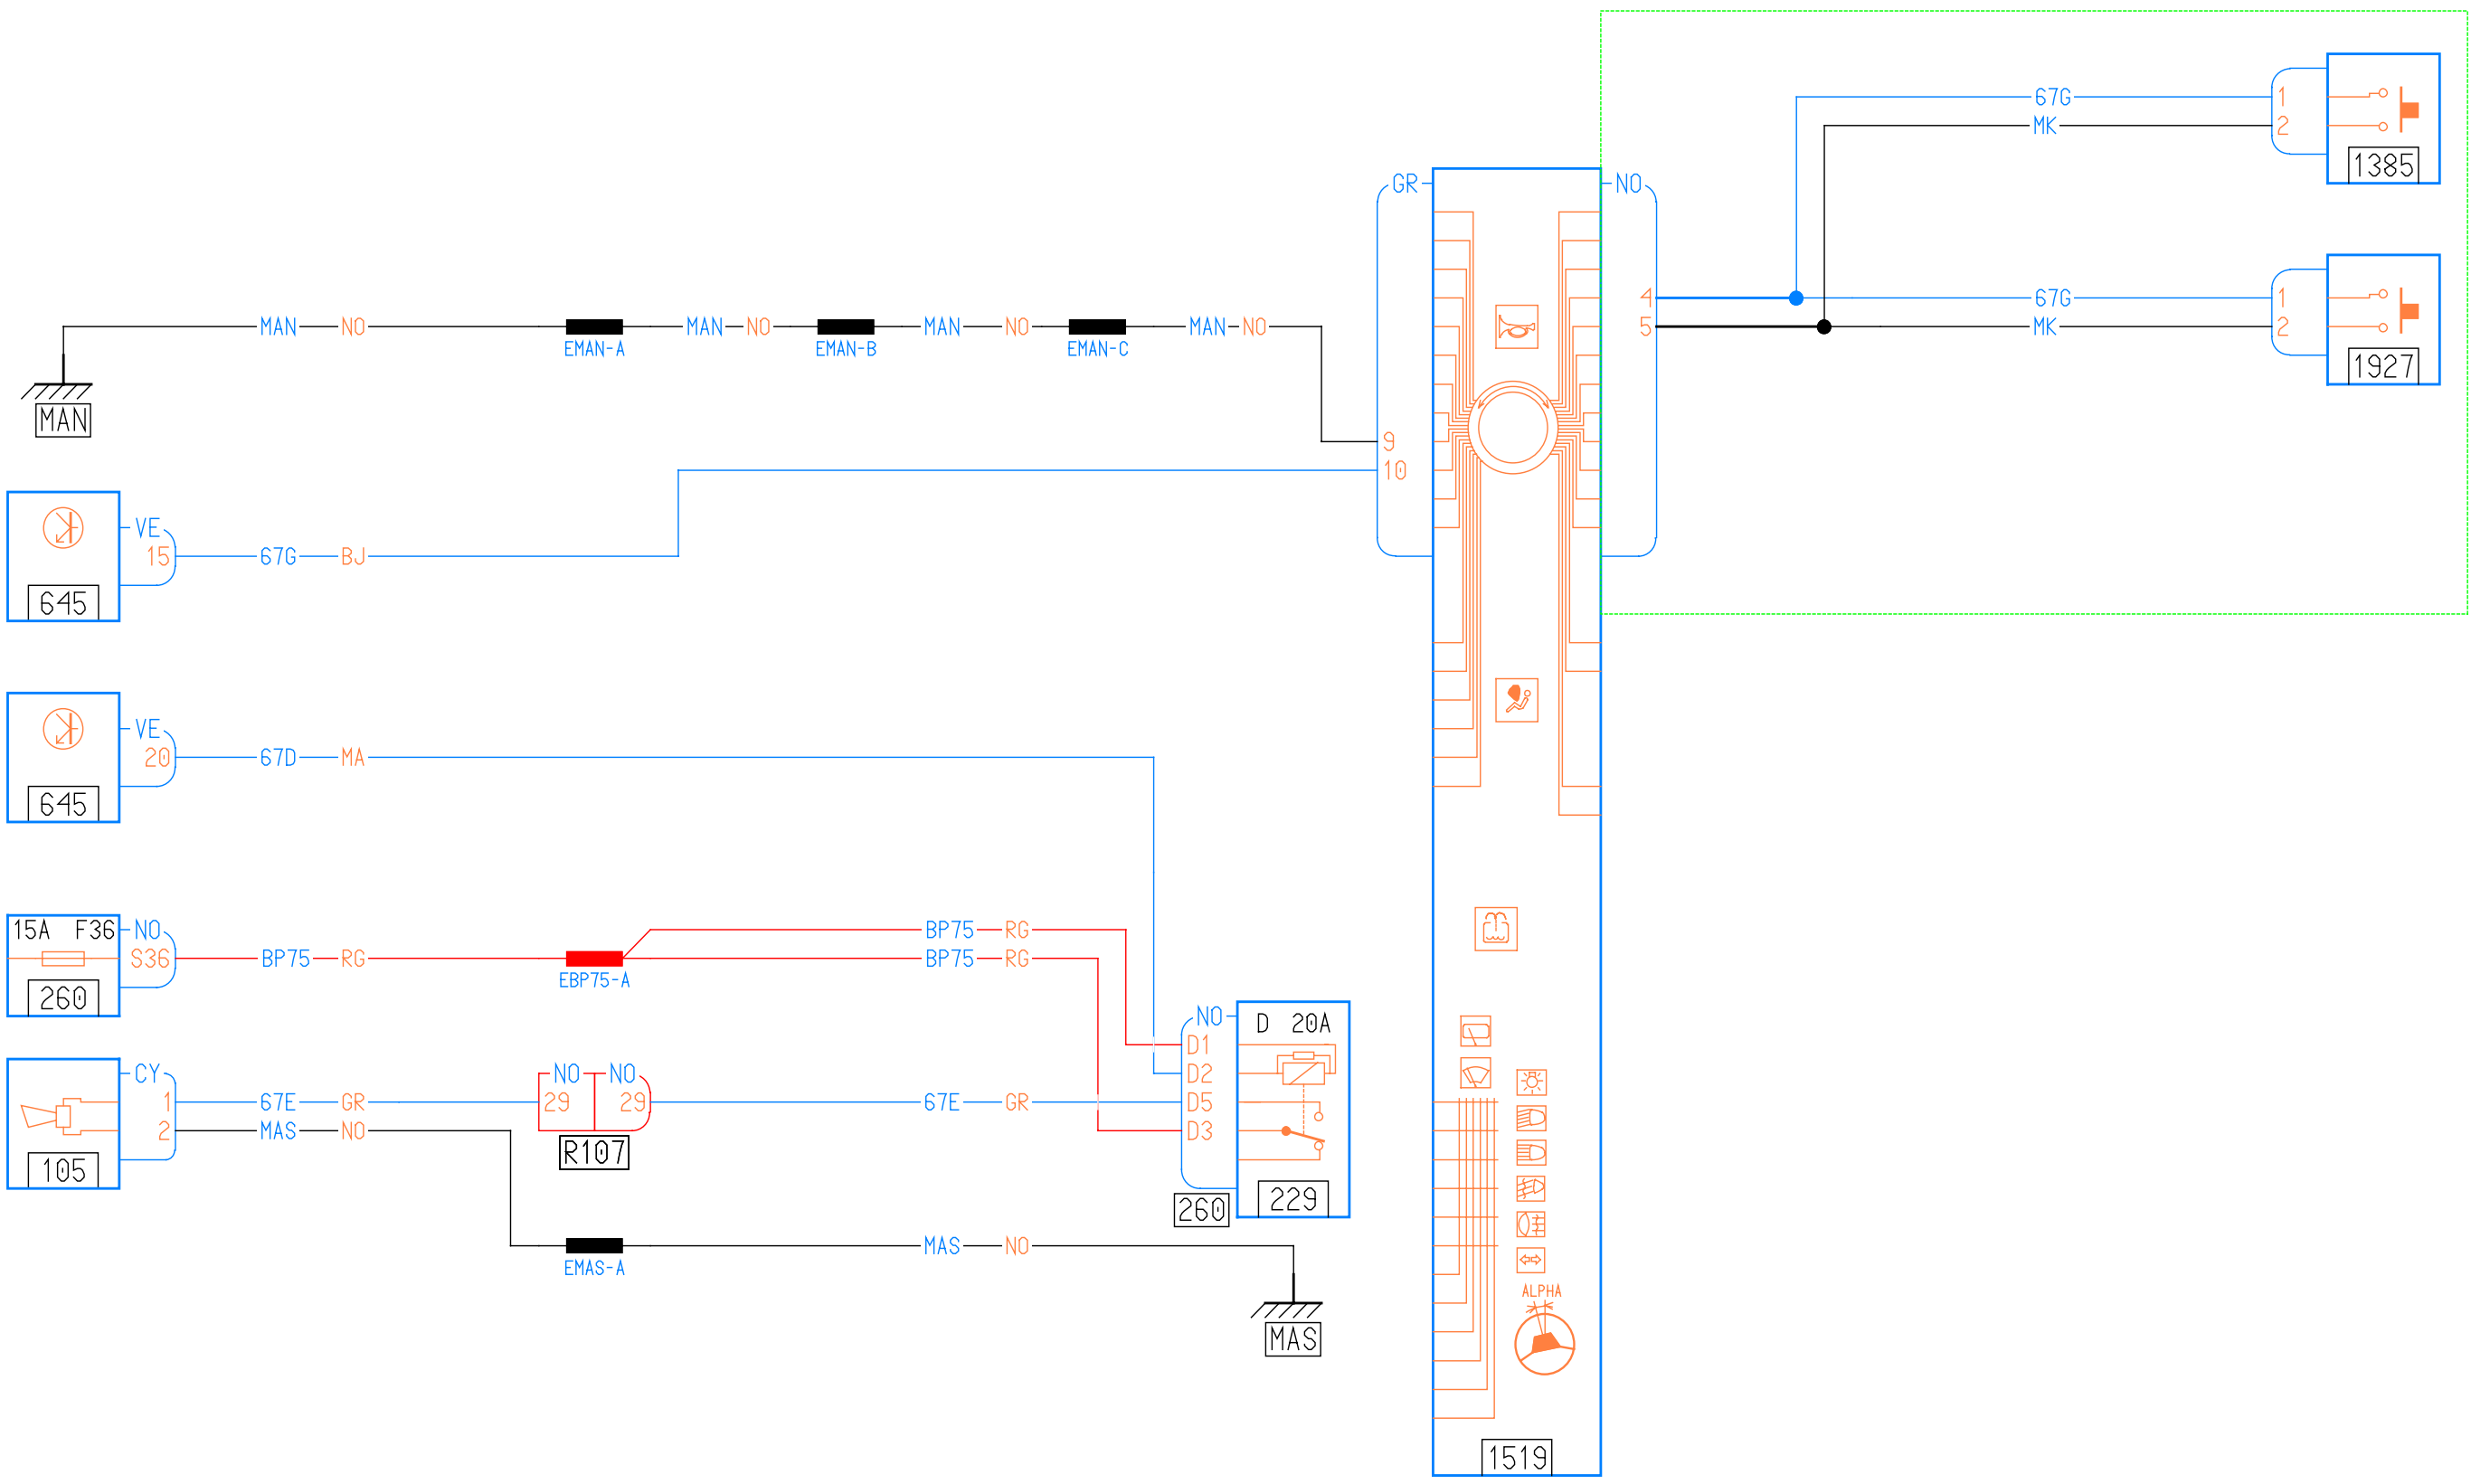 67G
1
MK
2
1385
GR
NO
67G
4
1
MK
5
2
1927
MAN NO
MAN NO
MAN NO
MAN NO
EMAN-A
EMAN-B
EMAN-C
MAN
9
10
VE
15
67G
BJ
645
VE
20
67D
MA
645
15A F36
NO
S36
BP75
RG
260
EBP75-A
BP75
RG
BP75
RG
NO
D 20A
D1
D2
D5
D3
260
229
CY
1
67E
GR
2
MAS
NO
105
NO
NO
29
29
R107
67E
GR
EMAS-A
MAS
NO
MAS
ALPHA
1519